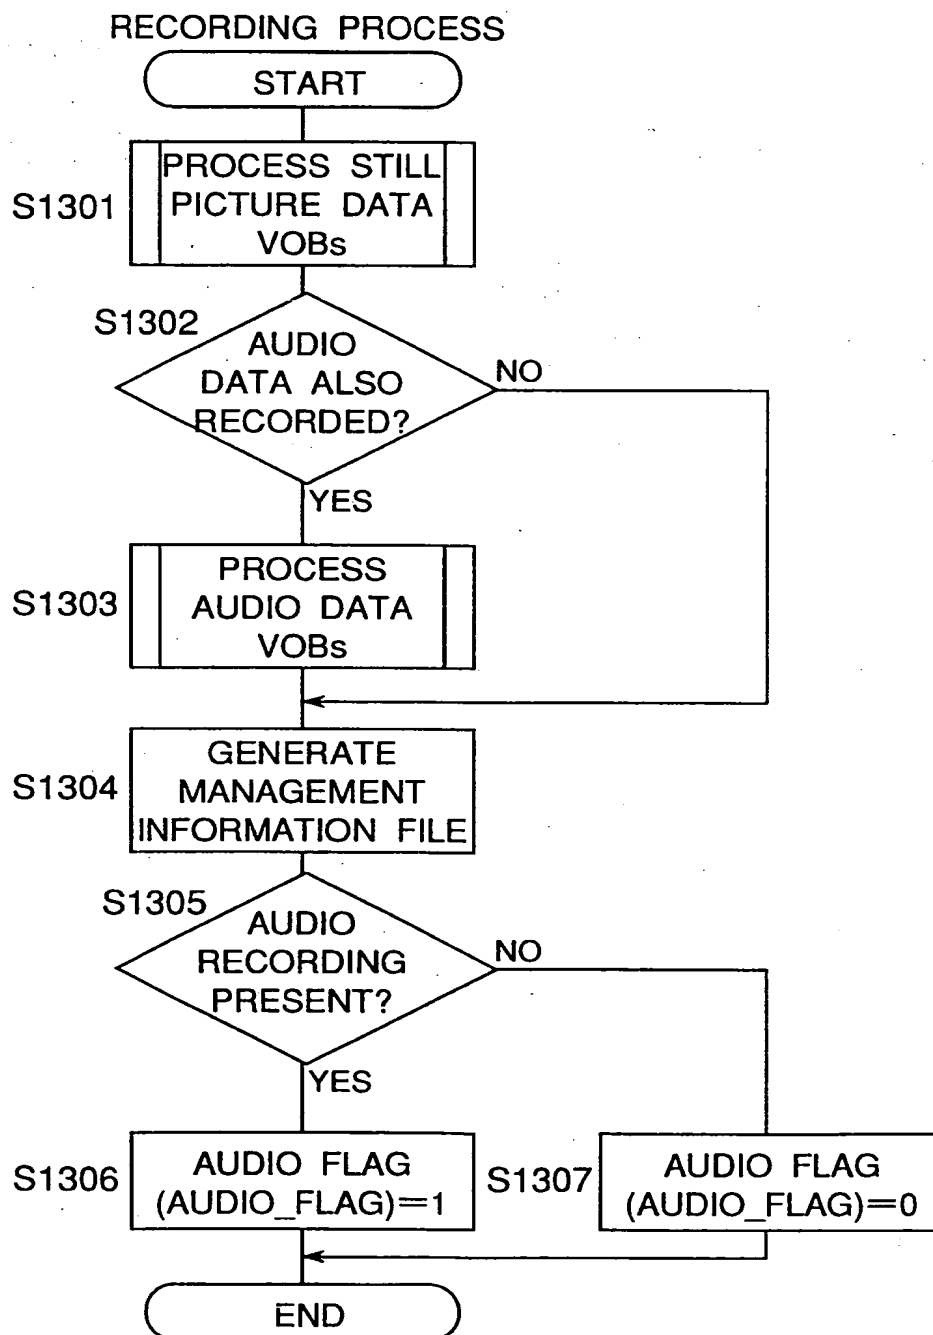 RECORDING PROCESS
START
S1301
PROCESS STILL
PICTURE DATA
VOBs
S1302
AUDIO
DATA ALSO
RECORDED?
NO
YES
S1303
PROCESS
AUDIO DATA
VOBs
S1304
GENERATE
MANAGEMENT
INFORMATION FILE
S1305
AUDIO
RECORDING
PRESENT?
NO
YES
S1306
AUDIO FLAG
(AUDIO_FLAG)=1
S1307
AUDIO FLAG
(AUDIO_FLAG)=0
END